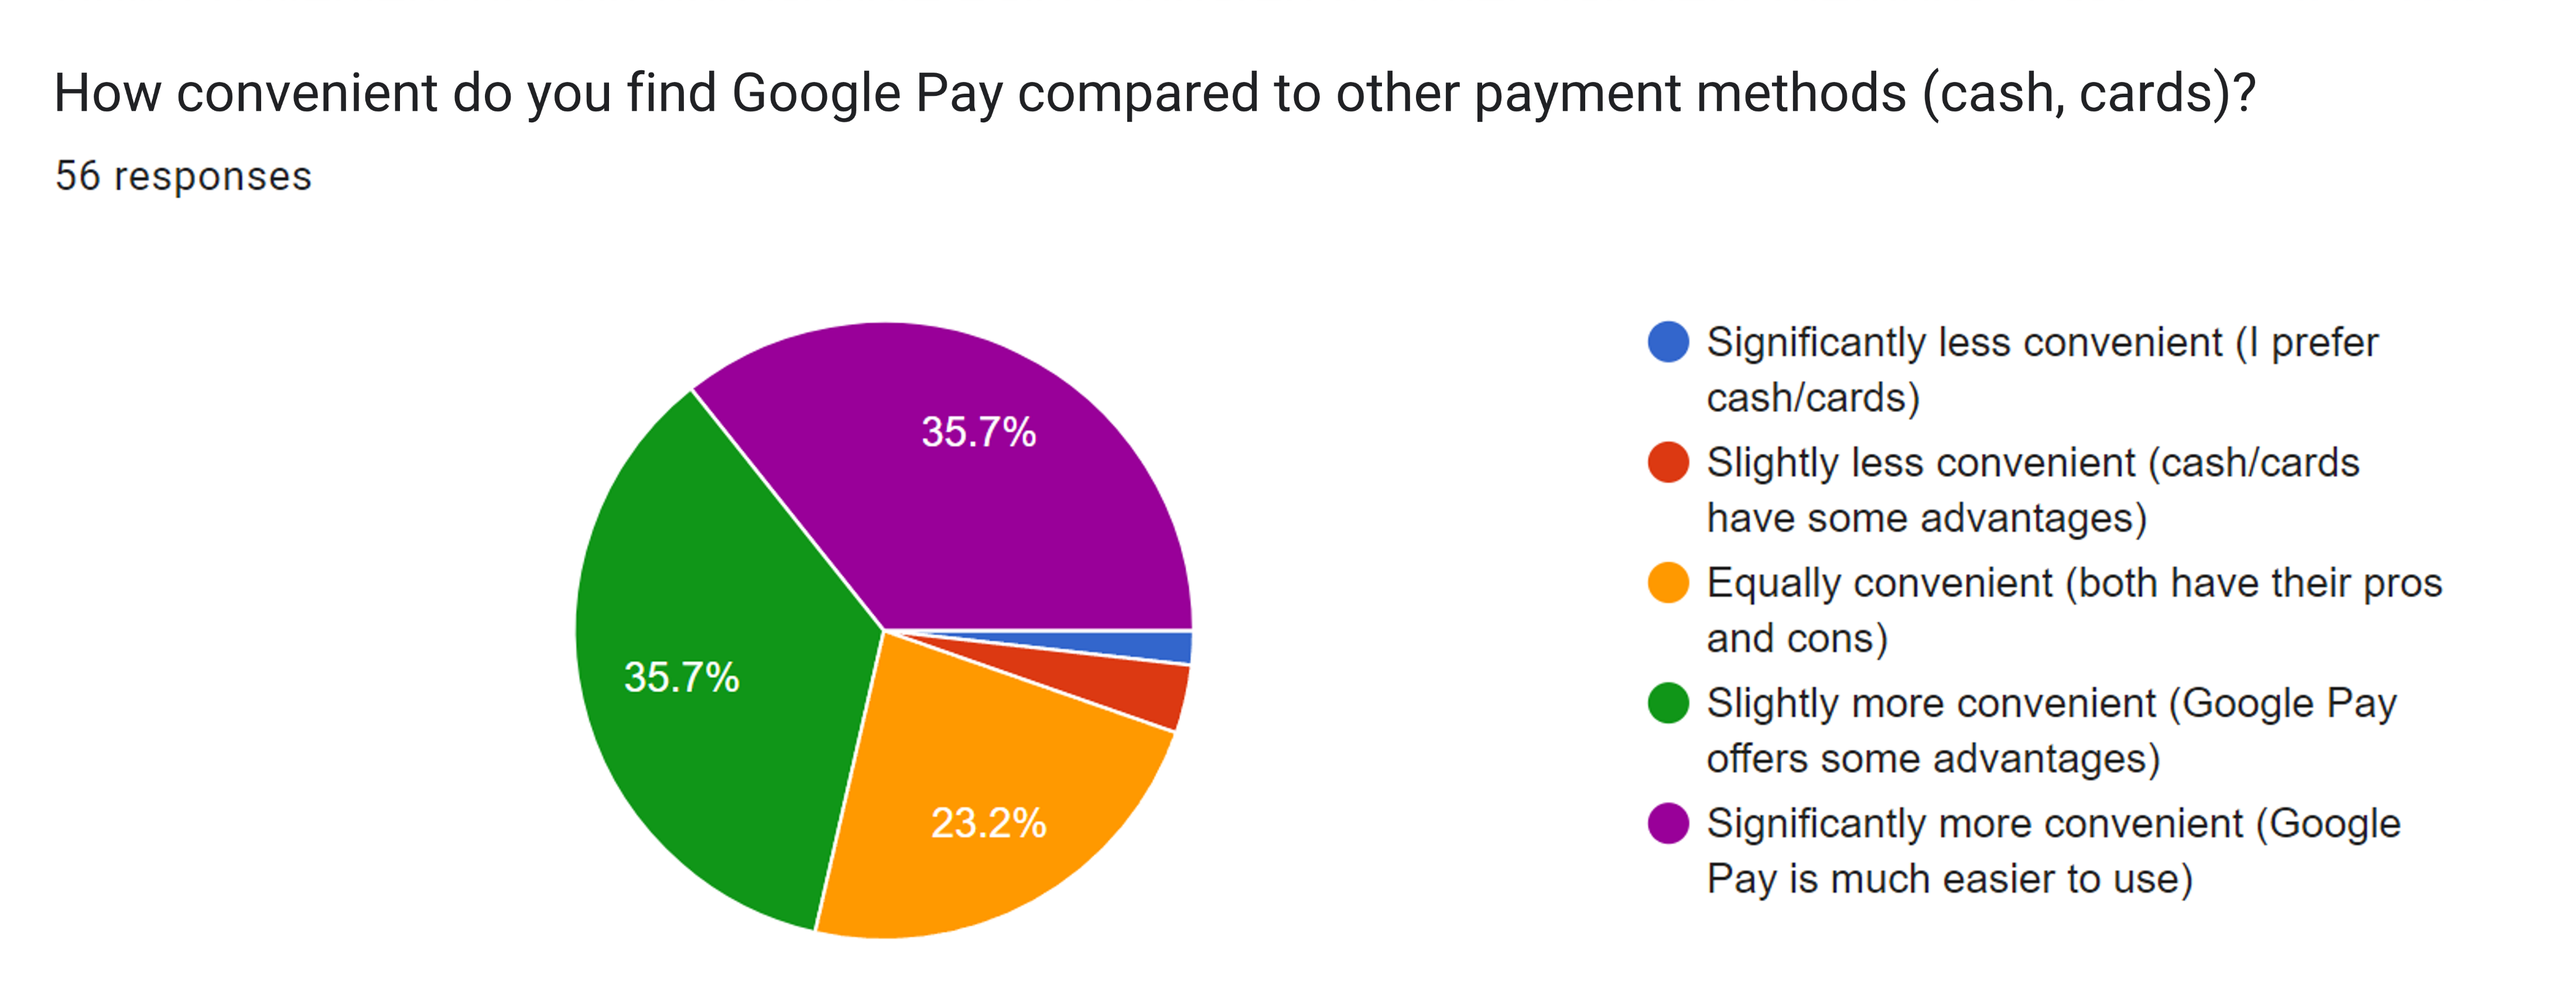 How convenient do you find Google Pay compared to other payment methods (cash, cards)?
56 responses
35.7%
35.7%
23.2%
Significantly less convenient (I prefer
cash/cards)
Slightly less convenient (cash/cards
have some advantages)
Equally convenient (both have their pros
and cons)
Slightly more convenient (Google Pay
offers some advantages)
Significantly more convenient (Google
Pay is much easier to use)